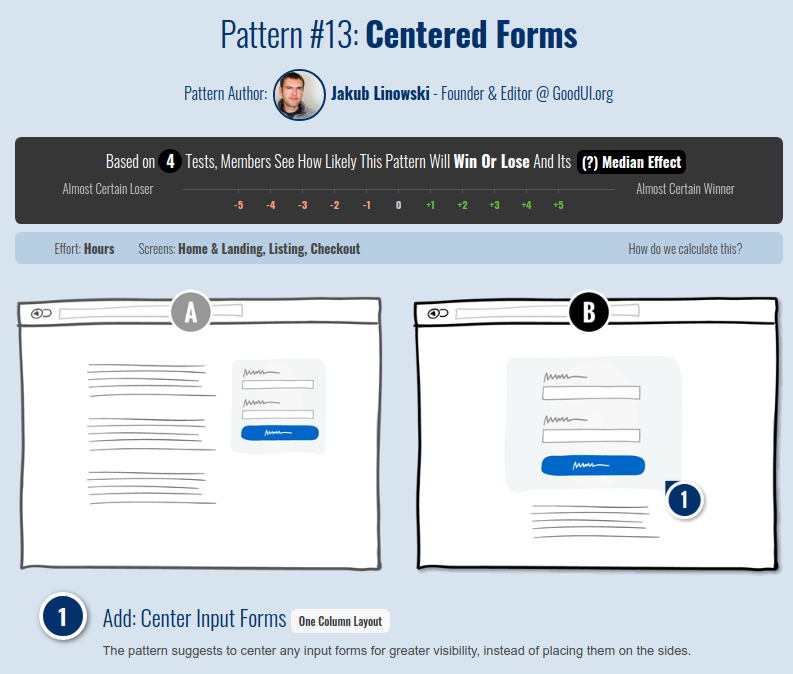 Pattern #13: Centered Forms
Pattern Author: Jakub Linowski - Founder & Editor @ GoodUI.org
Based on 4 Tests, Members See How Likely This Pattern Will Win Or Lose And Its (?) Median Effect
Almost Certain Loser Almost Certain Winner
-5 -4 -3 -2 -1 0 +1 +2 +3 +4 +5
Effort: Hours Screens: Home & Landing, Listing, Checkout How do we calculate this?
A B
1
1 Add: Center Input Forms One Column Layout
The pattern suggests to center any input forms for greater visibility, instead of placing them on the sides.